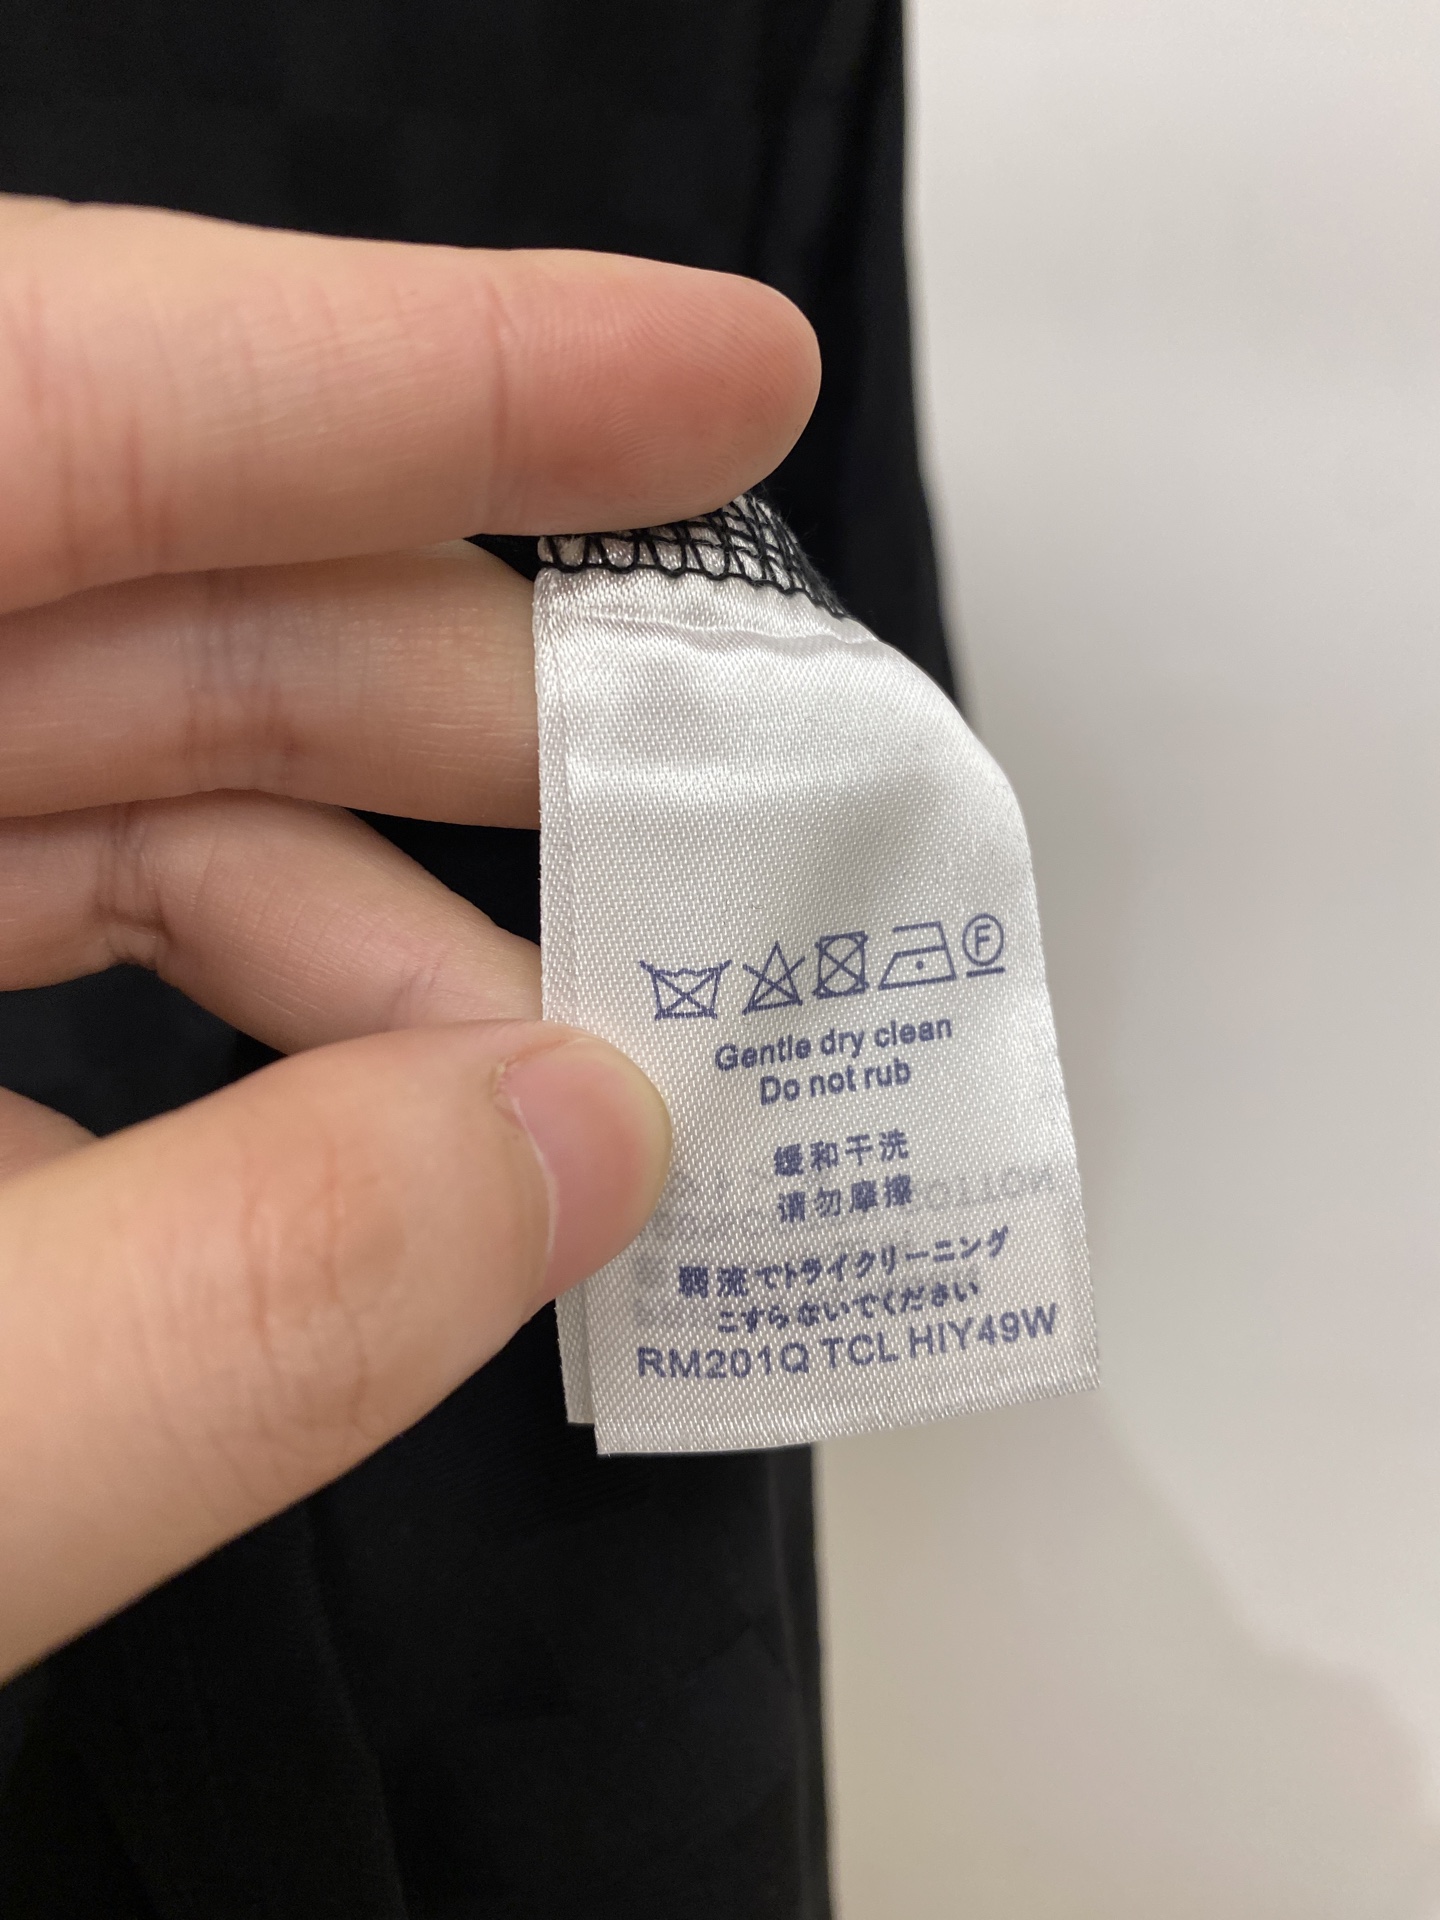 F
Gentle dry clean
Do not rub
缓和干洗
请勿摩擦
弱流でトライクリーニング
こすらないでください
RM201Q TCL HIY49W